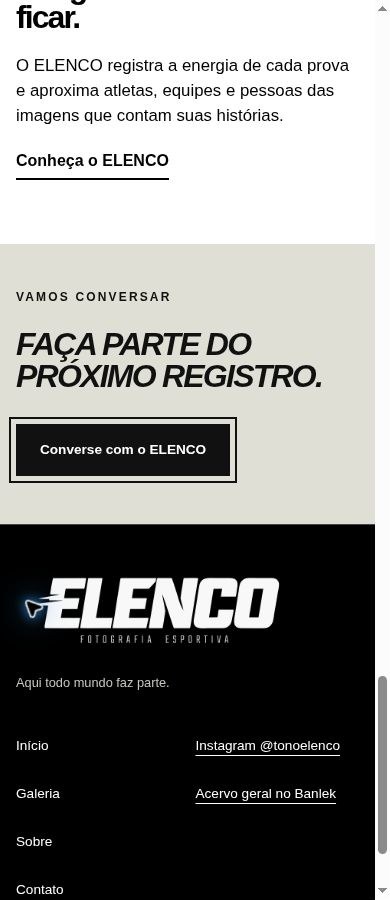 ficar.
O ELENCO registra a energia de cada prova
e aproxima atletas, equipes e pessoas das
imagens que contam suas histórias.
Conheça o ELENCO
VAMOS CONVERSAR
FAÇA PARTE DO
PRÓXIMO REGISTRO.
Converse com o ELENCO
ELENCO
FOTOGRAFIA ESPORTIVA
Aqui todo mundo faz parte.
Início
Instagram @tonoelenco
Galeria
Acervo geral no Banlek
Sobre
Contato